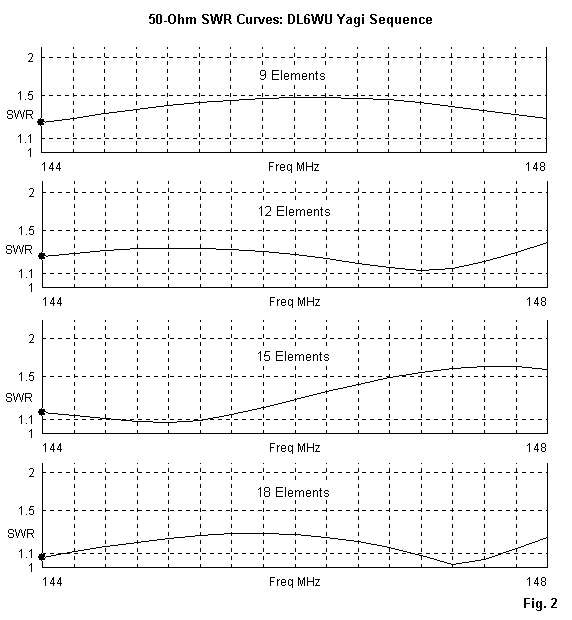 50-Ohm SWR Curves: DL6WU Yagi Sequence
2
9 Elements
1.5
SWR
1.1
1
144 Freq MHz 148
2
12 Elements
1.5
SWR
1.1
1
144 Freq MHz 148
2
15 Elements
1.5
SWR
1.1
1
144 Freq MHz 148
2
18 Elements
1.5
SWR
1.1
1
144 Freq MHz 148
Fig. 2